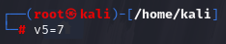 ┌──(root㉿kali)-[/home/kali]
└─# v5=7